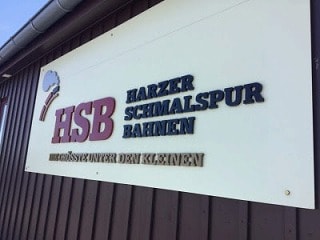 HSB
HARZER
SCHMALSPUR
BAHNEN
DIE GRÖSSTE UNTER DEN KLEINEN